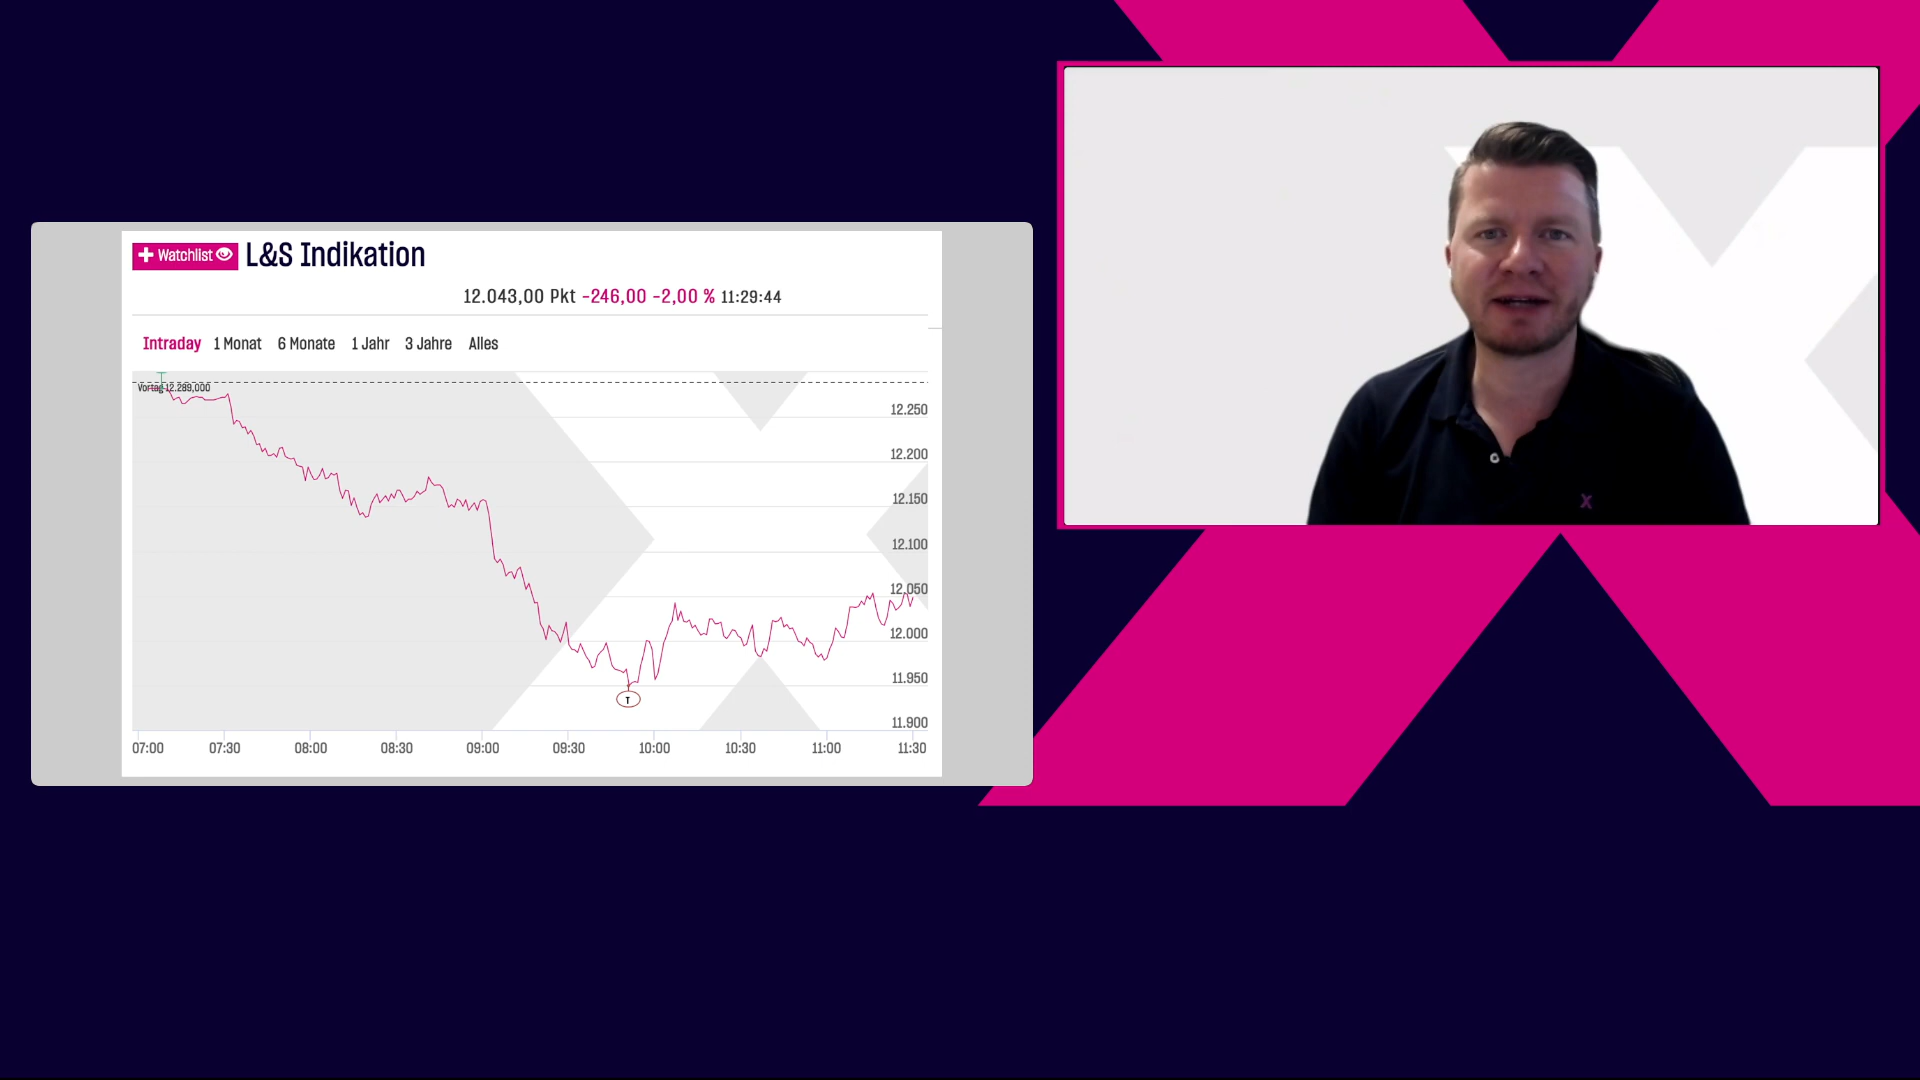 Watchlist L&S Indikation
12.043,00 Pkt -246,00 -2,00 % 11:29:44
Intraday 1 Monat 6 Monate 1 Jahr 3 Jahre Alles
Vortag 12.289,000
12.250
12.200
12.150
12.100
12.050
12.000
11.950
11.900
T
07:00 07:30 08:00 08:30 09:00 09:30 10:00 10:30 11:00 11:30
X